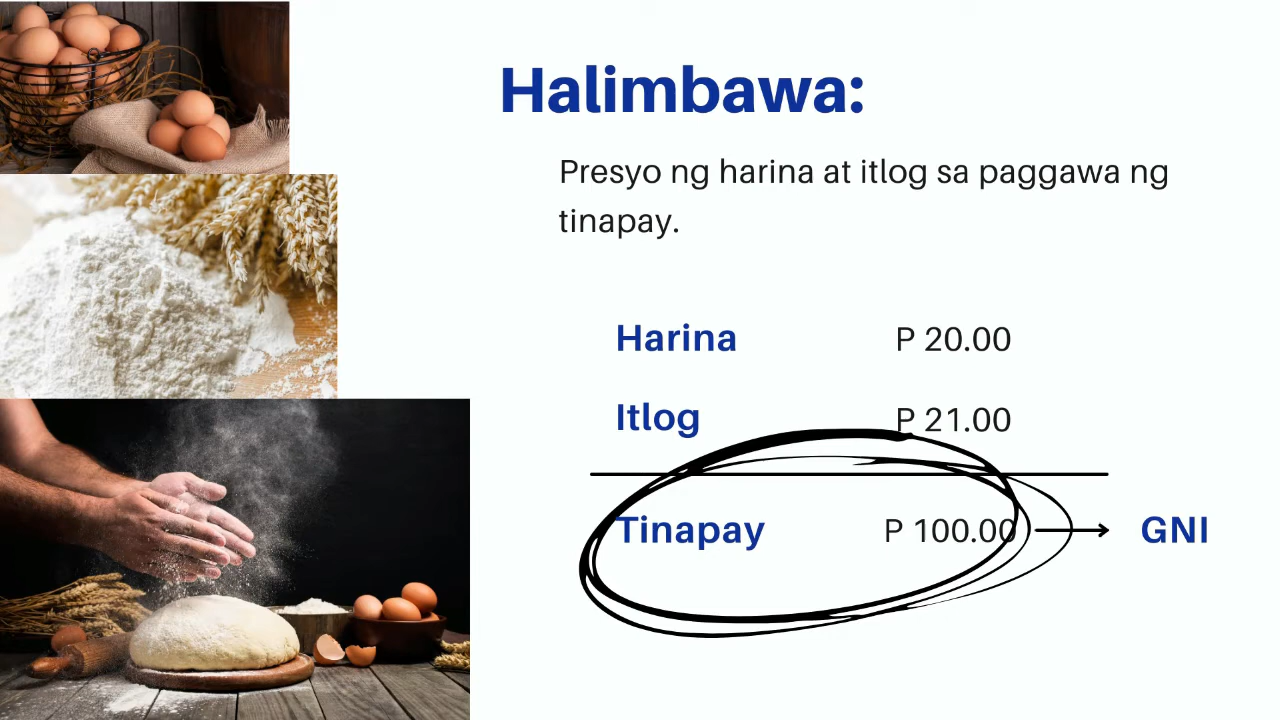 Halimbawa:
Presyo ng harina at itlog sa paggawa ng
tinapay.
Harina P 20.00
Itlog P 21.00
Tinapay P 100.00 GNI